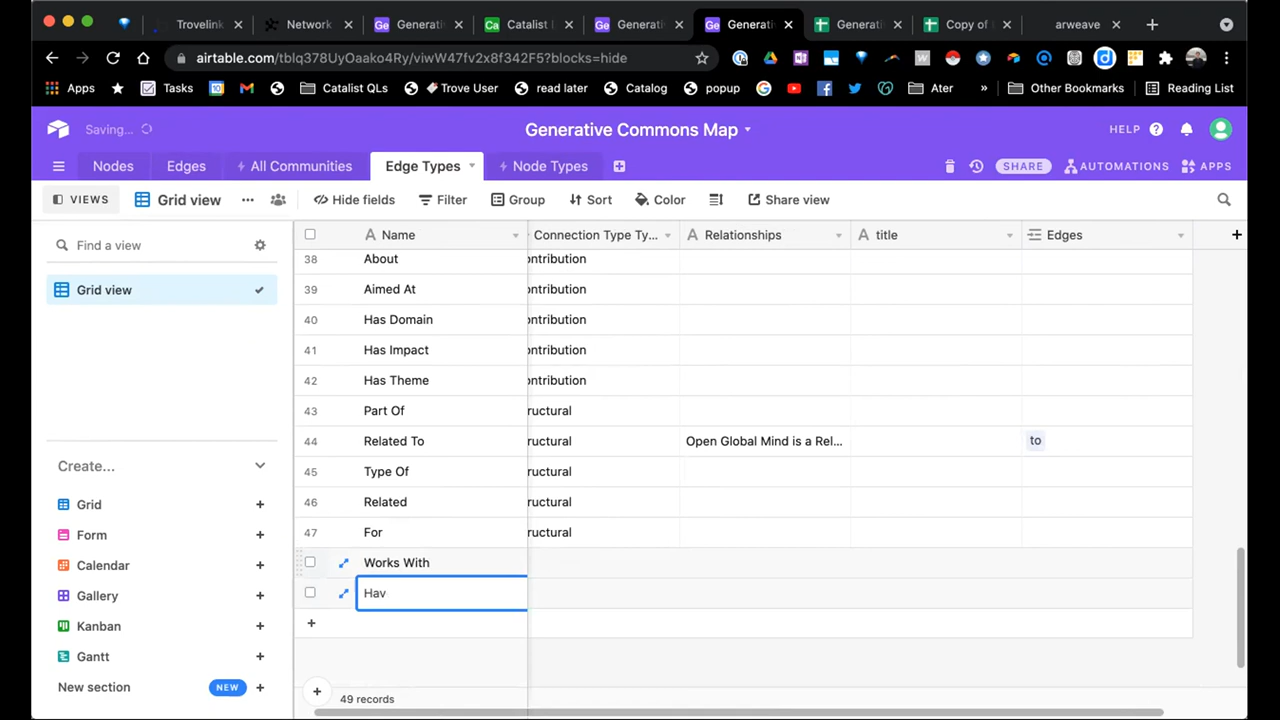 Trovelink
Network
Generativ
Catalist
Generati
Generati
Generati
Copy of
arweave
airtable.com/tblq378UyOaako4Ry/viwW47fv2x8f342F5?blocks=hide
Apps
Tasks
Catalist QLs
Trove User
read later
Catalog
popup
Ater
»
Other Bookmarks
Reading List
Saving...
Generative Commons Map
HELP
Nodes
Edges
All Communities
Edge Types
Node Types
SHARE
AUTOMATIONS
APPS
VIEWS
Grid view
Hide fields
Filter
Group
Sort
Color
Share view
Find a view
Grid view
Create...
Grid
Form
Calendar
Gallery
Kanban
Gantt
New section
NEW
Name
Connection Type Ty...
Relationships
title
Edges
38 About ontribution
39 Aimed At ontribution
40 Has Domain ontribution
41 Has Impact ontribution
42 Has Theme ontribution
43 Part Of ructural
44 Related To ructural Open Global Mind is a Rel... to
45 Type Of ructural
46 Related ructural
47 For ructural
Works With
Hav
49 records